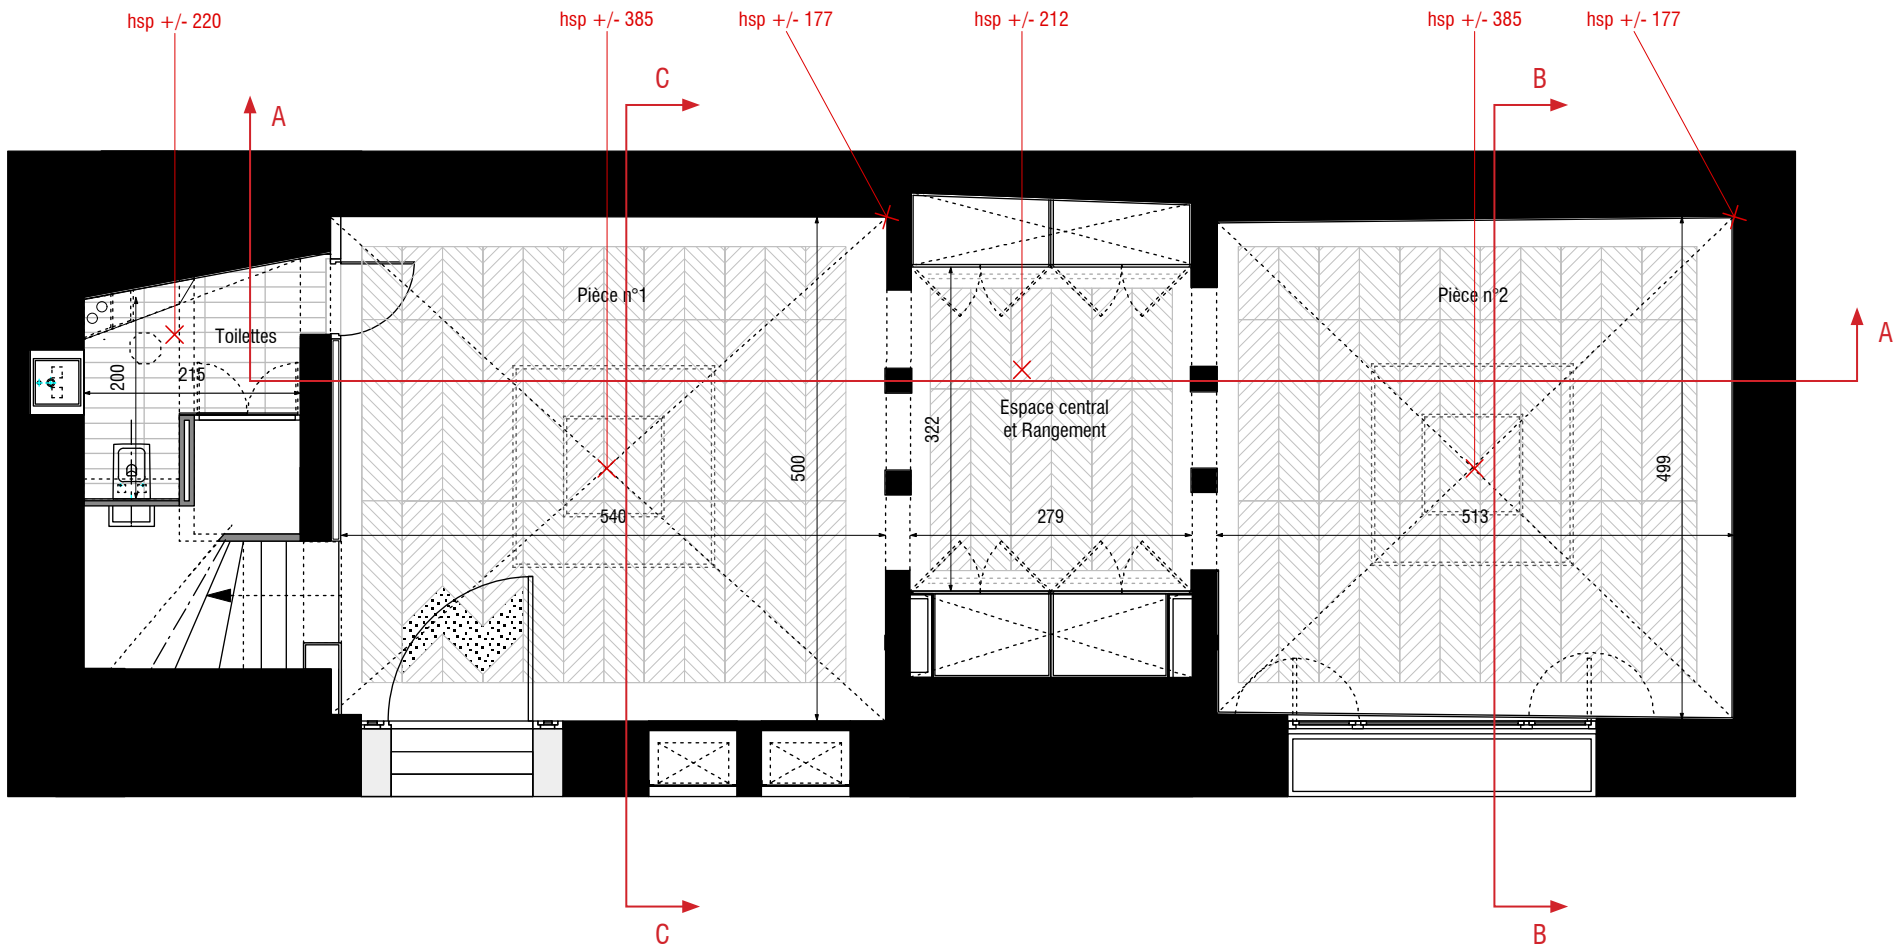 hsp +/- 220
hsp +/- 385
hsp +/- 177
hsp +/- 212
hsp +/- 385
hsp +/- 177
C
B
A
Pièce n°1
Pièce n°2
Toilettes
A
200
215
Espace central
et Rangement
322
500
499
540
279
513
C
B